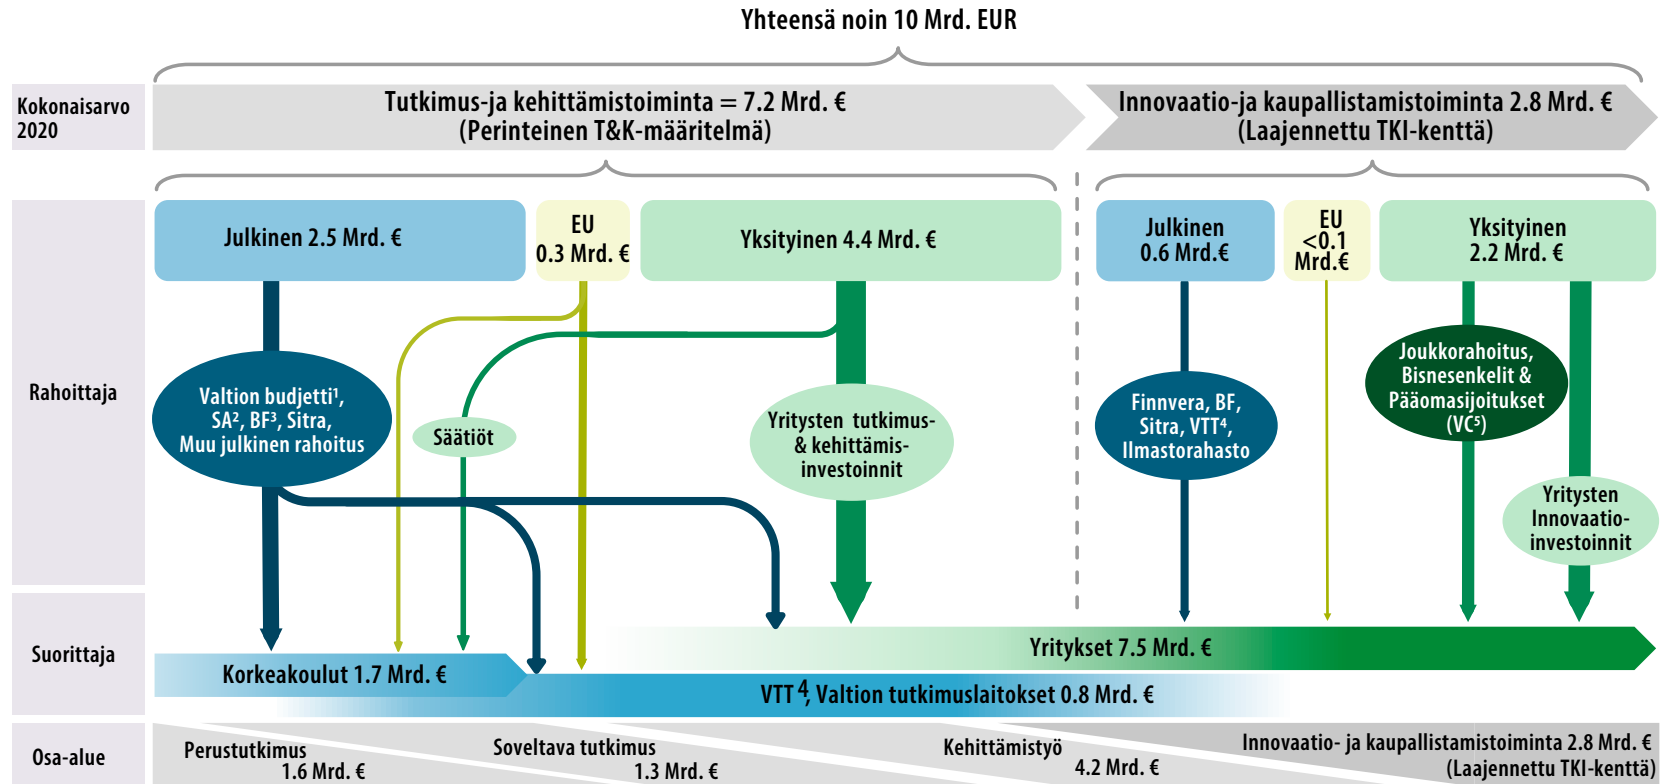 Yhteensä noin 10 Mrd. EUR
Kokonaisarvo
2020
Tutkimus-ja kehittämistoiminta = 7.2 Mrd. €
(Perinteinen T&K-määritelmä)
Innovaatio-ja kaupallistamistoiminta 2.8 Mrd. €
(Laajennettu TKI-kenttä)
Rahoittaja
Julkinen 2.5 Mrd. €
EU
0.3 Mrd. €
Yksityinen 4.4 Mrd. €
Julkinen
0.6 Mrd.€
EU
<0.1
Mrd.€
Yksityinen
2.2 Mrd. €
Valtion budjetti¹,
SA², BF³, Sitra,
Muu julkinen rahoitus
Säätiöt
Yritysten tutkimus-
& kehittämis-
investoinnit
Finnvera, BF,
Sitra, VTT⁴,
Ilmastorahasto
Joukkorahoitus,
Bisnesenkelit &
Pääomasijoitukset
(VC⁵)
Yritysten
Innovaatio-
investoinnit
Suorittaja
Yritykset 7.5 Mrd. €
Korkeakoulut 1.7 Mrd. €
VTT⁴, Valtion tutkimuslaitokset 0.8 Mrd. €
Osa-alue
Perustutkimus
1.6 Mrd. €
Soveltava tutkimus
1.3 Mrd. €
Kehittämistyö
4.2 Mrd. €
Innovaatio- ja kaupallistamistoiminta 2.8 Mrd. €
(Laajennettu TKI-kenttä)